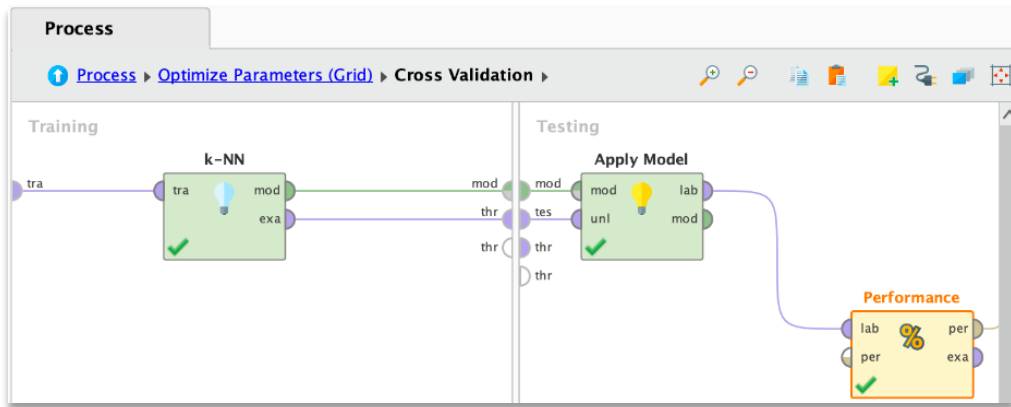 Process
Process ▸ Optimize Parameters (Grid) ▸ Cross Validation ▸
Training
Testing
k-NN
Apply Model
tra
tra
mod
exa
mod
thr
thr
mod
tes
thr
thr
mod
unl
lab
mod
Performance
lab
per
per
exa
%